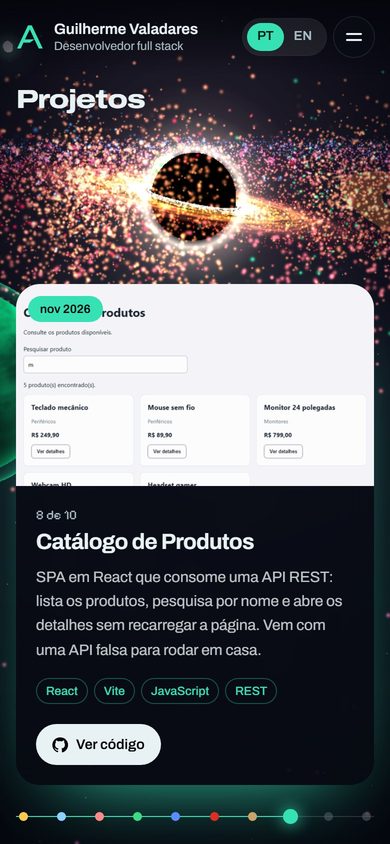 Guilherme Valadares
Desenvolvedor full stack
PT EN
Projetos
nov 2026
rodutos
Consulte os produtos disponíveis.
Pesquisar produto
m
5 produto(s) encontrado(s).
Teclado mecânico
Periféricos
R$ 249,90
Ver detalhes
Mouse sem fio
Periféricos
R$ 89,90
Ver detalhes
Monitor 24 polegadas
Monitores
R$ 799,00
Ver detalhes
Webcam HD
Headset gamer
8 de 10
Catálogo de Produtos
SPA em React que consome uma API REST:
lista os produtos, pesquisa por nome e abre os
detalhes sem recarregar a página. Vem com
uma API falsa para rodar em casa.
React Vite JavaScript REST
Ver código